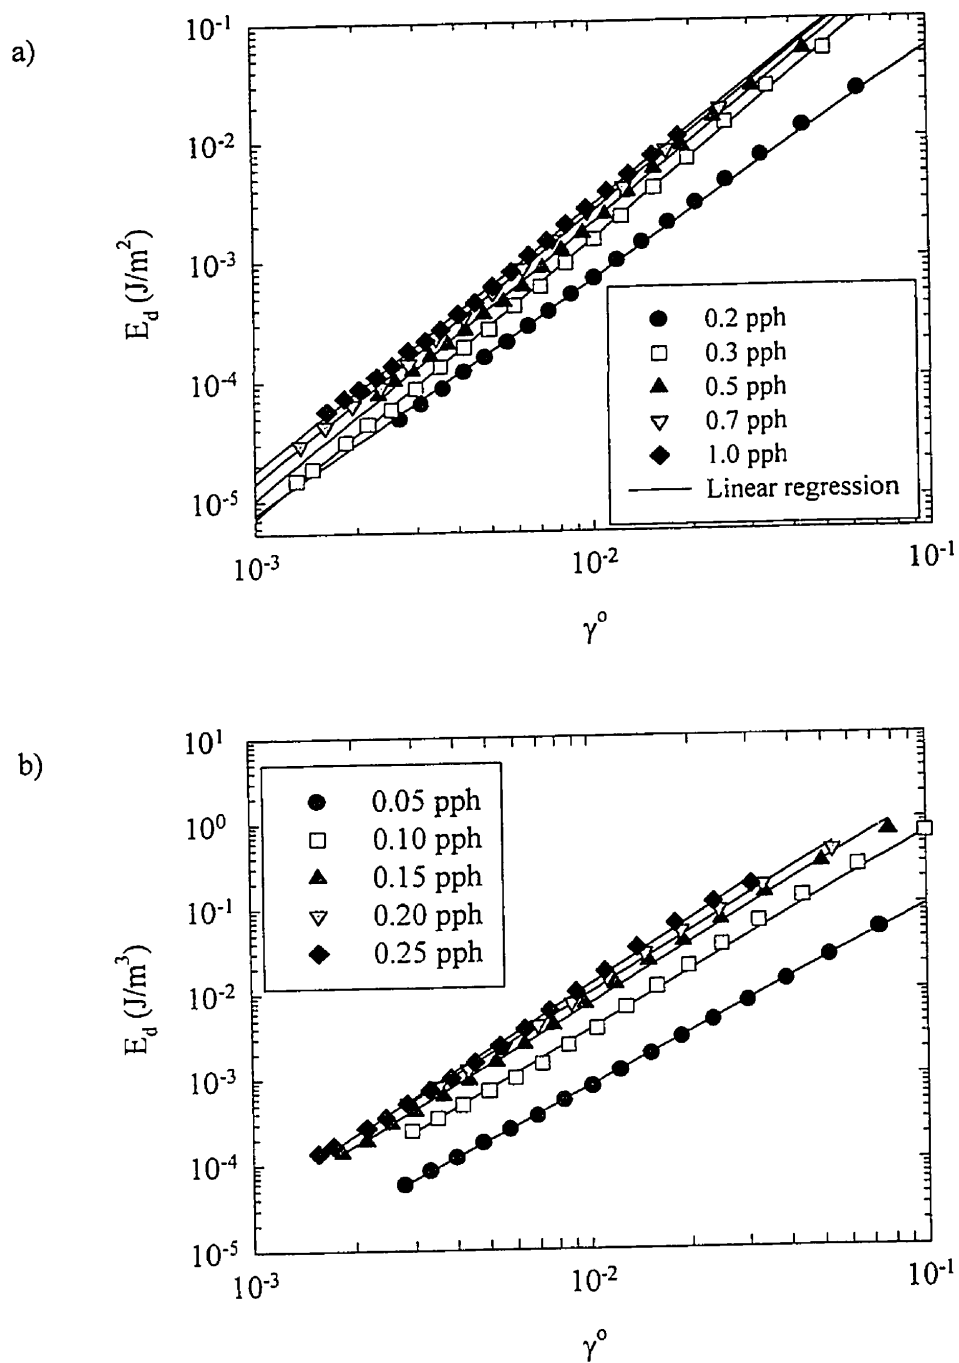 a)
10^-1
10^-2
10^-3
10^-4
10^-5
E_d (J/m^2)
0.2 pph
0.3 pph
0.5 pph
0.7 pph
1.0 pph
Linear regression
10^-3
10^-2
10^-1
γ^o
b)
10^1
10^0
10^-1
10^-2
10^-3
10^-4
10^-5
E_d (J/m^3)
0.05 pph
0.10 pph
0.15 pph
0.20 pph
0.25 pph
10^-3
10^-2
10^-1
γ^o